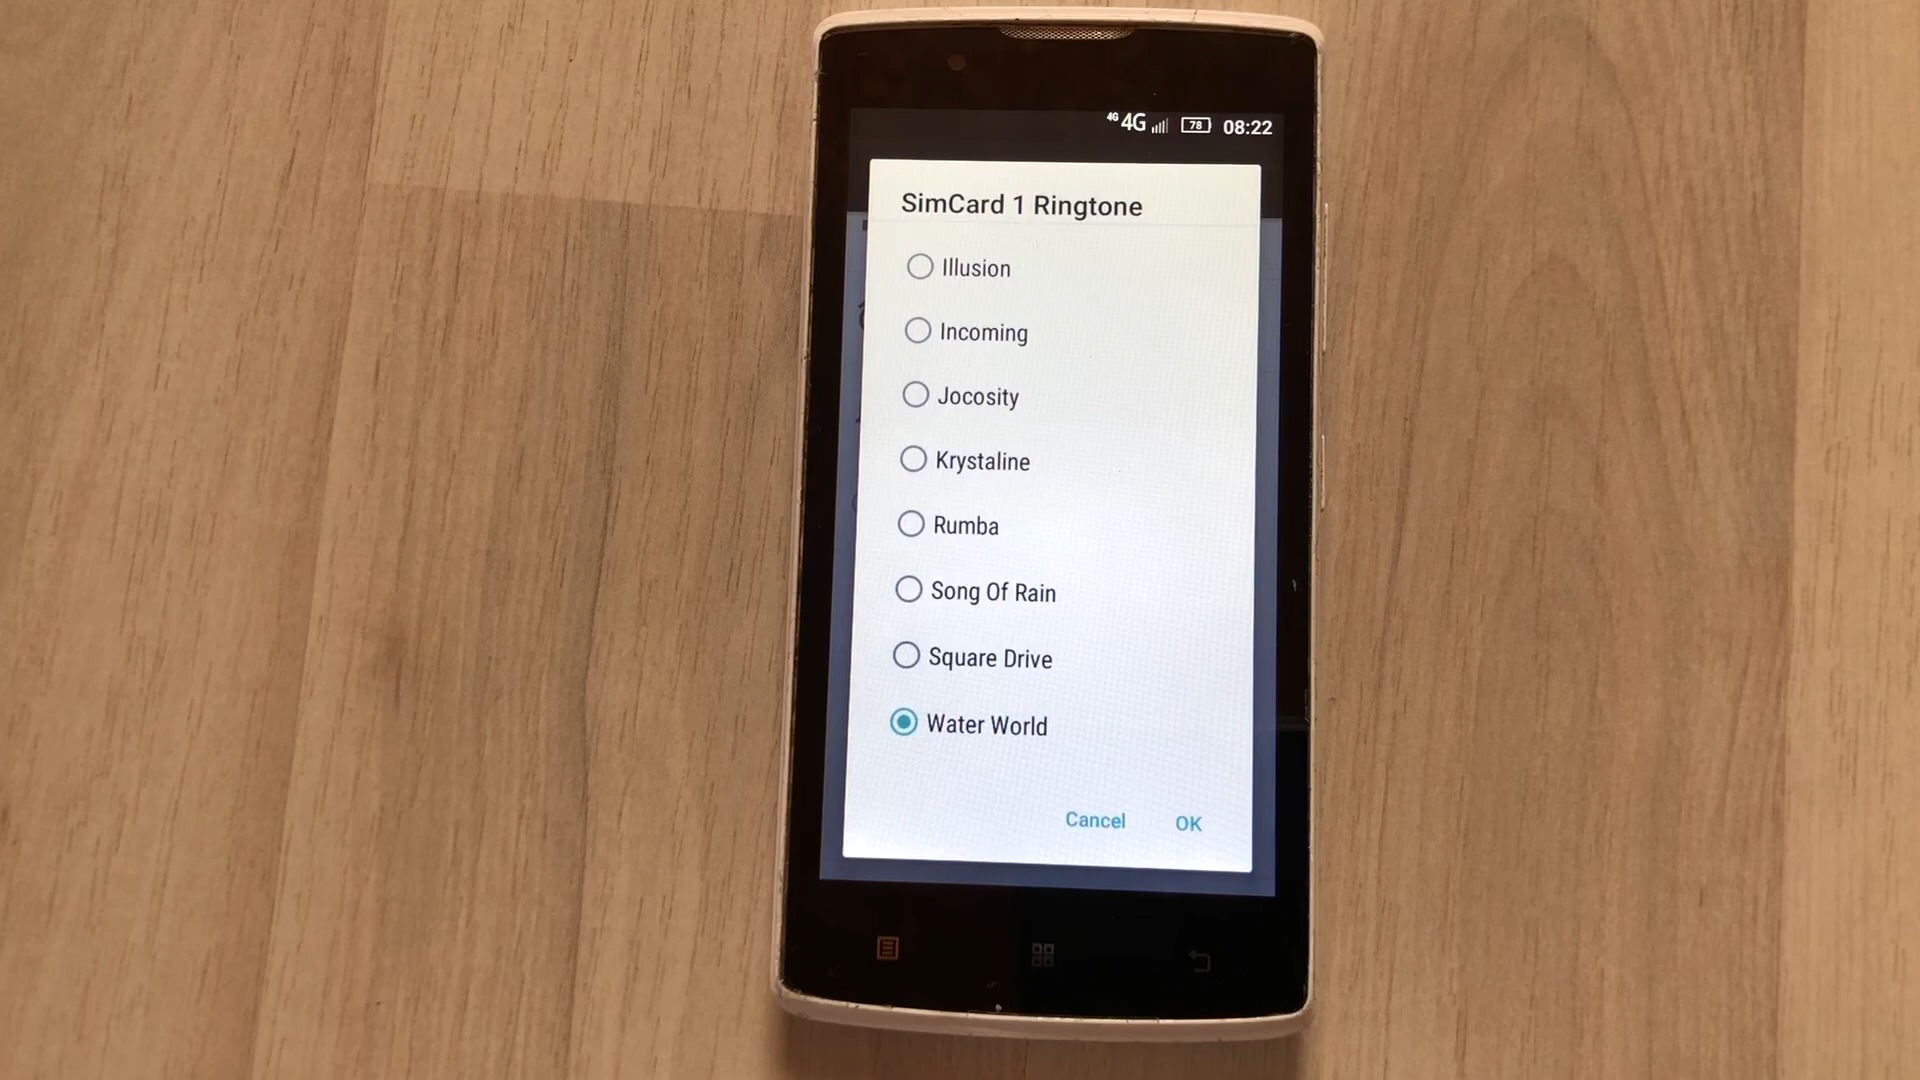 4G 4G 78 08:22
SimCard 1 Ringtone
Illusion
Incoming
Jocosity
Krystaline
Rumba
Song Of Rain
Square Drive
Water World
Cancel OK